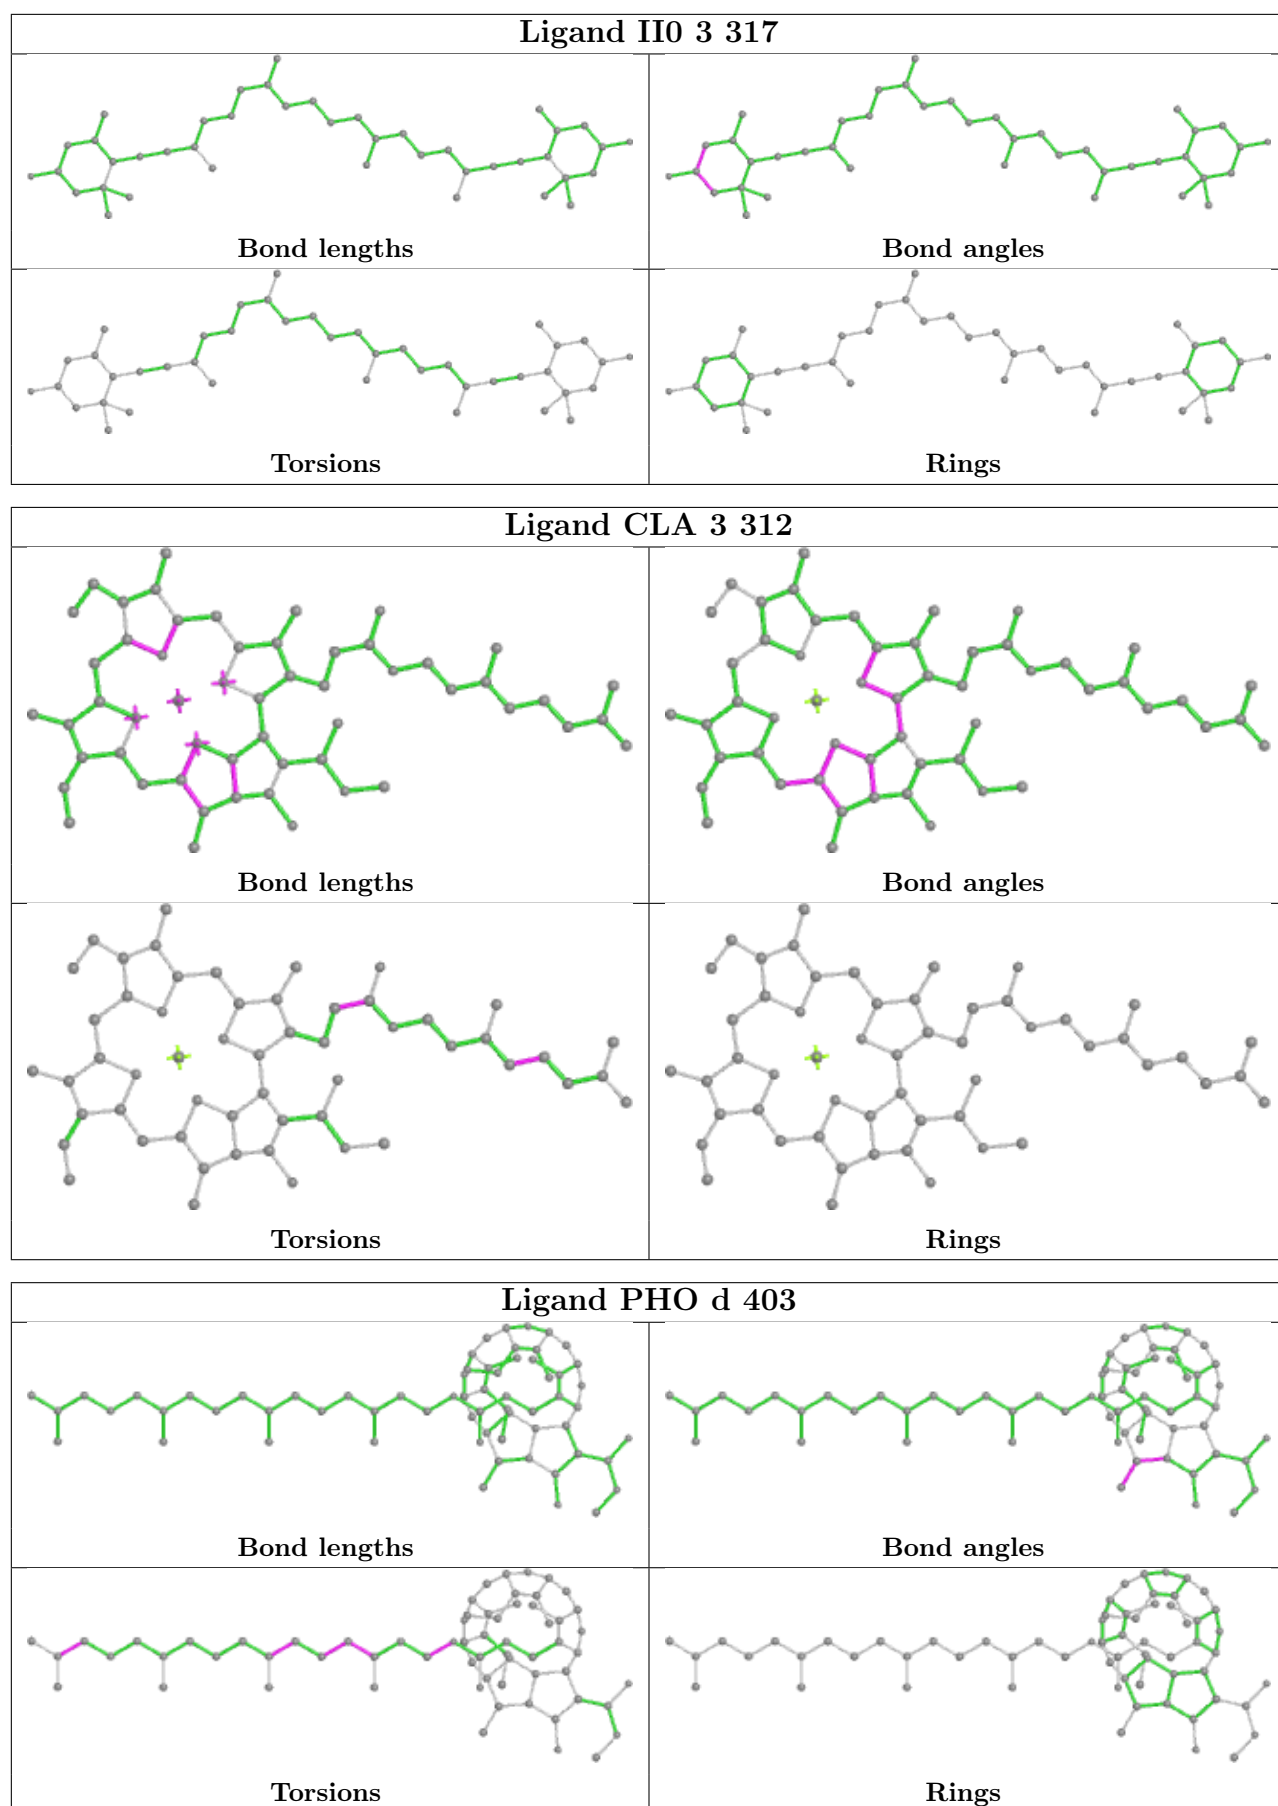 Ligand II0 3 317
Bond lengths
Bond angles
Torsions
Rings
Ligand CLA 3 312
Bond lengths
Bond angles
Torsions
Rings
Ligand PHO d 403
Bond lengths
Bond angles
Torsions
Rings